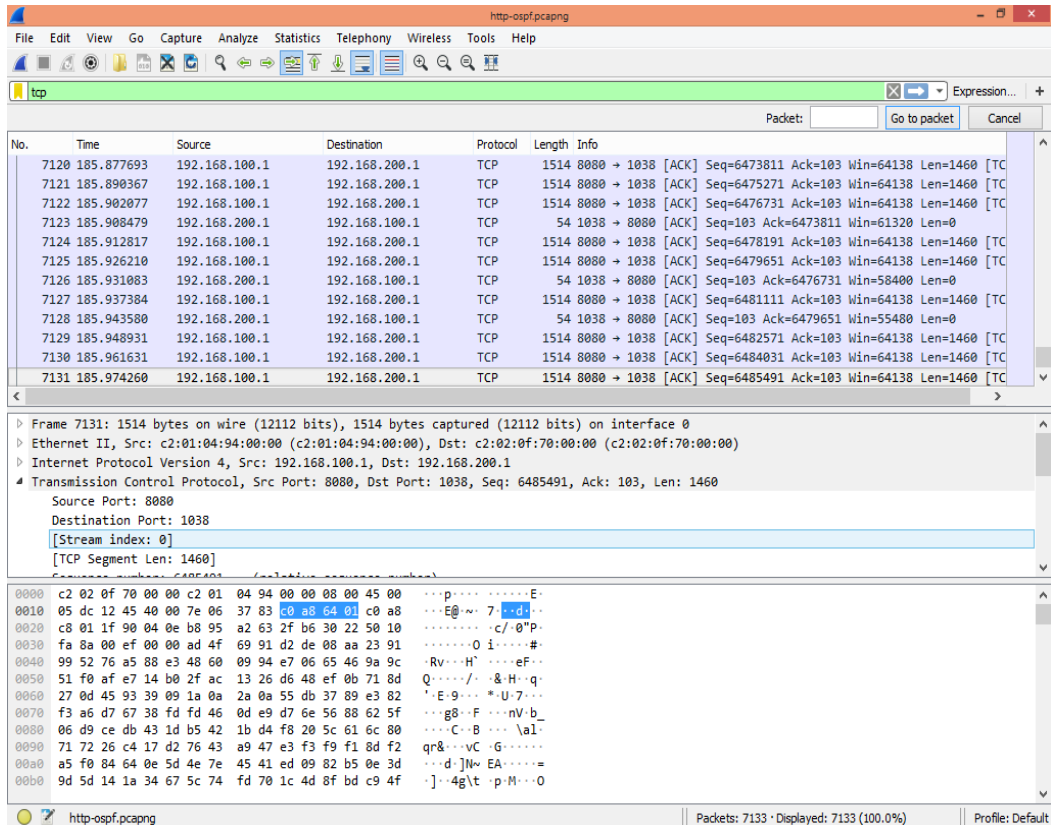 http-ospf.pcapng
File Edit View Go Capture Analyze Statistics Telephony Wireless Tools Help
tcp Expression... +
Packet: Go to packet Cancel
No. Time Source Destination Protocol Length Info
7120 185.877693 192.168.100.1 192.168.200.1 TCP 1514 8080 → 1038 [ACK] Seq=6473811 Ack=103 Win=64138 Len=1460 [TC
7121 185.890367 192.168.100.1 192.168.200.1 TCP 1514 8080 → 1038 [ACK] Seq=6475271 Ack=103 Win=64138 Len=1460 [TC
7122 185.902077 192.168.100.1 192.168.200.1 TCP 1514 8080 → 1038 [ACK] Seq=6476731 Ack=103 Win=64138 Len=1460 [TC
7123 185.908479 192.168.200.1 192.168.100.1 TCP 54 1038 → 8080 [ACK] Seq=103 Ack=6473811 Win=61320 Len=0
7124 185.912817 192.168.100.1 192.168.200.1 TCP 1514 8080 → 1038 [ACK] Seq=6478191 Ack=103 Win=64138 Len=1460 [TC
7125 185.926210 192.168.100.1 192.168.200.1 TCP 1514 8080 → 1038 [ACK] Seq=6479651 Ack=103 Win=64138 Len=1460 [TC
7126 185.931083 192.168.200.1 192.168.100.1 TCP 54 1038 → 8080 [ACK] Seq=103 Ack=6476731 Win=58400 Len=0
7127 185.937384 192.168.100.1 192.168.200.1 TCP 1514 8080 → 1038 [ACK] Seq=6481111 Ack=103 Win=64138 Len=1460 [TC
7128 185.943580 192.168.200.1 192.168.100.1 TCP 54 1038 → 8080 [ACK] Seq=103 Ack=6479651 Win=55480 Len=0
7129 185.948931 192.168.100.1 192.168.200.1 TCP 1514 8080 → 1038 [ACK] Seq=6482571 Ack=103 Win=64138 Len=1460 [TC
7130 185.961631 192.168.100.1 192.168.200.1 TCP 1514 8080 → 1038 [ACK] Seq=6484031 Ack=103 Win=64138 Len=1460 [TC
7131 185.974260 192.168.100.1 192.168.200.1 TCP 1514 8080 → 1038 [ACK] Seq=6485491 Ack=103 Win=64138 Len=1460 [TC
Frame 7131: 1514 bytes on wire (12112 bits), 1514 bytes captured (12112 bits) on interface 0
Ethernet II, Src: c2:01:04:94:00:00 (c2:01:04:94:00:00), Dst: c2:02:0f:70:00:00 (c2:02:0f:70:00:00)
Internet Protocol Version 4, Src: 192.168.100.1, Dst: 192.168.200.1
Transmission Control Protocol, Src Port: 8080, Dst Port: 1038, Seq: 6485491, Ack: 103, Len: 1460
Source Port: 8080
Destination Port: 1038
[Stream index: 0]
[TCP Segment Len: 1460]
Sequence number: 6485491 (relative sequence number)
0000 c2 02 0f 70 00 00 c2 01 04 94 00 00 08 00 45 00 ···p···· ······E·
0010 05 dc 12 45 40 00 7e 06 37 83 c0 a8 64 01 c0 a8 ···E@·~· 7···d···
0020 c8 01 1f 90 04 0e b8 95 a2 63 2f b6 30 22 50 10 ········ ·c/·0"P·
0030 fa 8a 00 ef 00 00 ad 4f 69 91 d2 de 08 aa 23 91 ·······O i·····#·
0040 99 52 76 a5 88 e3 48 60 09 94 e7 06 65 46 9a 9c ·Rv···H` ····eF··
0050 51 f0 af e7 14 b0 2f ac 13 26 d6 48 ef 0b 71 8d Q·····/· ·&·H··q·
0060 27 0d 45 93 39 09 1a 0a 2a 0a 55 db 37 89 e3 82 '·E·9··· *·U·7···
0070 f3 a6 d7 67 38 fd fd 46 0d e9 d7 6e 56 88 62 5f ···g8··F ···nV·b_
0080 06 d9 ce db 43 1d b5 42 1b d4 f8 20 5c 61 6c 80 ····C··B ··· \al·
0090 71 72 26 c4 17 d2 76 43 a9 47 e3 f3 f9 f1 8d f2 qr&···vC ·G······
00a0 a5 f0 84 64 0e 5d 4e 7e 45 41 ed 09 82 b5 0e 3d ···d·]N~ EA·····=
00b0 9d 5d 14 1a 34 67 5c 74 fd 70 1c 4d 8f bd c9 4f ·]··4g\t ·p·M···O
http-ospf.pcapng Packets: 7133 · Displayed: 7133 (100.0%) Profile: Default